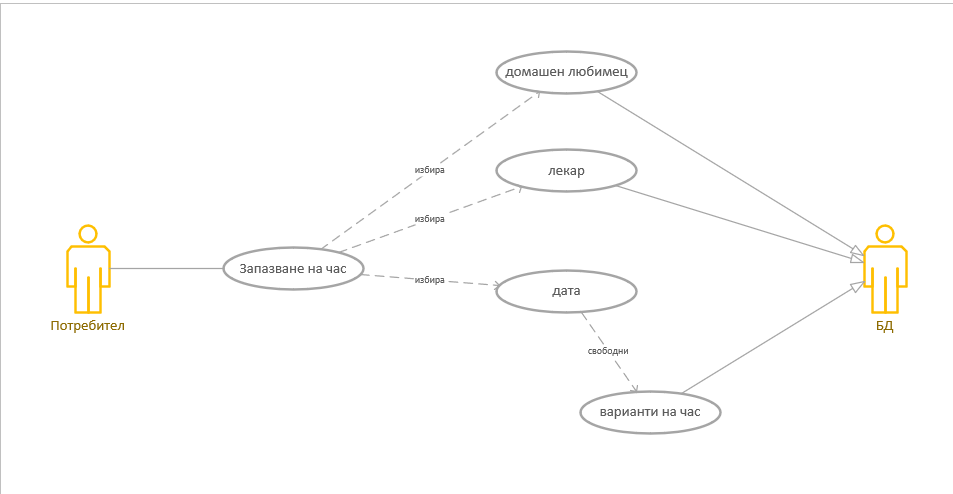 домашен любимец
избира
лекар
избира
Запазване на час
избира
дата
Потребител
БД
свободни
варианти на час